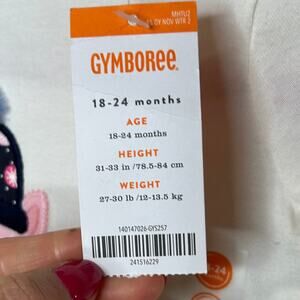 MHTU2
GYMBOREE
18-24 months
AGE
18-24 months
HEIGHT
31-33 in /78.5-84 cm
WEIGHT
27-30 lb /12-13.5 kg
140147026-GYS257
241516229